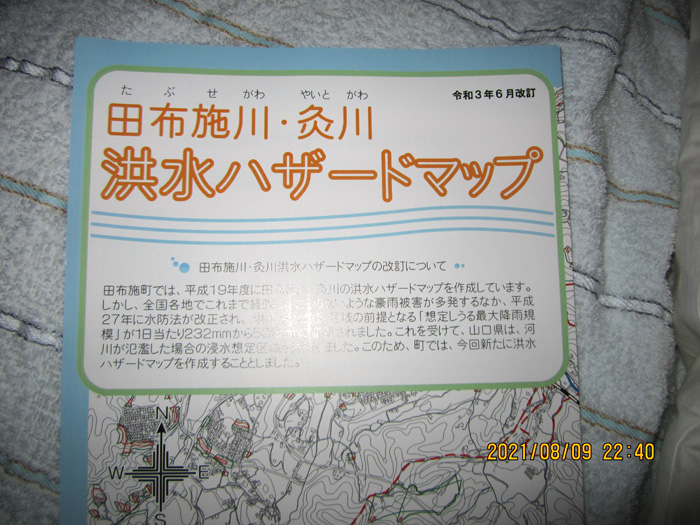 たぶせがわ やいとがわ
令和3年6月改訂
田布施川・灸川
洪水ハザードマップ
田布施川・灸川洪水ハザードマップの改訂について
田布施町では、平成19年度に田 川の洪水ハザードマップを作成しています。
しかし、全国各地でこれまで経 ような豪雨被害が多発するなか、平成
27年に水防法が改正され、 域の前提となる「想定しうる最大降雨規
模」が1日当たり232mmから れました。これを受けて、山口県は、河
川が氾濫した場合の浸水想定区 ました。このため、町では、今回新たに洪水
ハザードマップを作成することとしました。
N
W E
S
2021/08/09 22:40